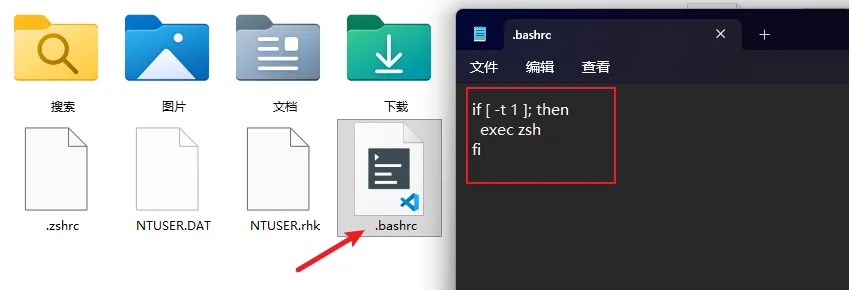 搜索
图片
文档
下载
.zshrc
NTUSER.DAT
NTUSER.rhk
.bashrc
.bashrc
文件
编辑
查看
if [ -t 1 ]; then
  exec zsh
fi